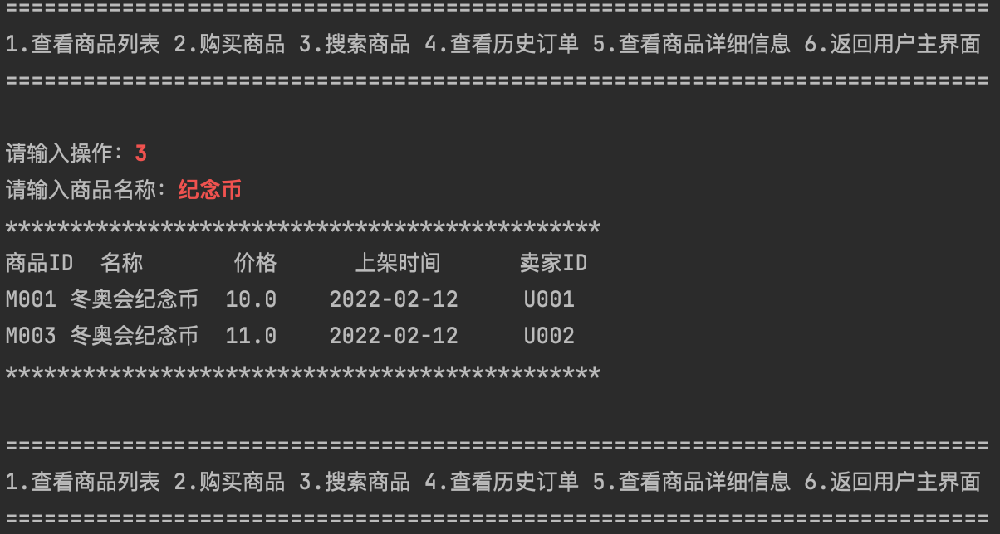 ============================================================================
1.查看商品列表 2.购买商品 3.搜索商品 4.查看历史订单 5.查看商品详细信息 6.返回用户主界面
============================================================================
请输入操作：3
请输入商品名称：纪念币
**********************************************
商品ID  名称       价格      上架时间      卖家ID
M001 冬奥会纪念币  10.0    2022-02-12     U001
M003 冬奥会纪念币  11.0    2022-02-12     U002
**********************************************
============================================================================
1.查看商品列表 2.购买商品 3.搜索商品 4.查看历史订单 5.查看商品详细信息 6.返回用户主界面
============================================================================